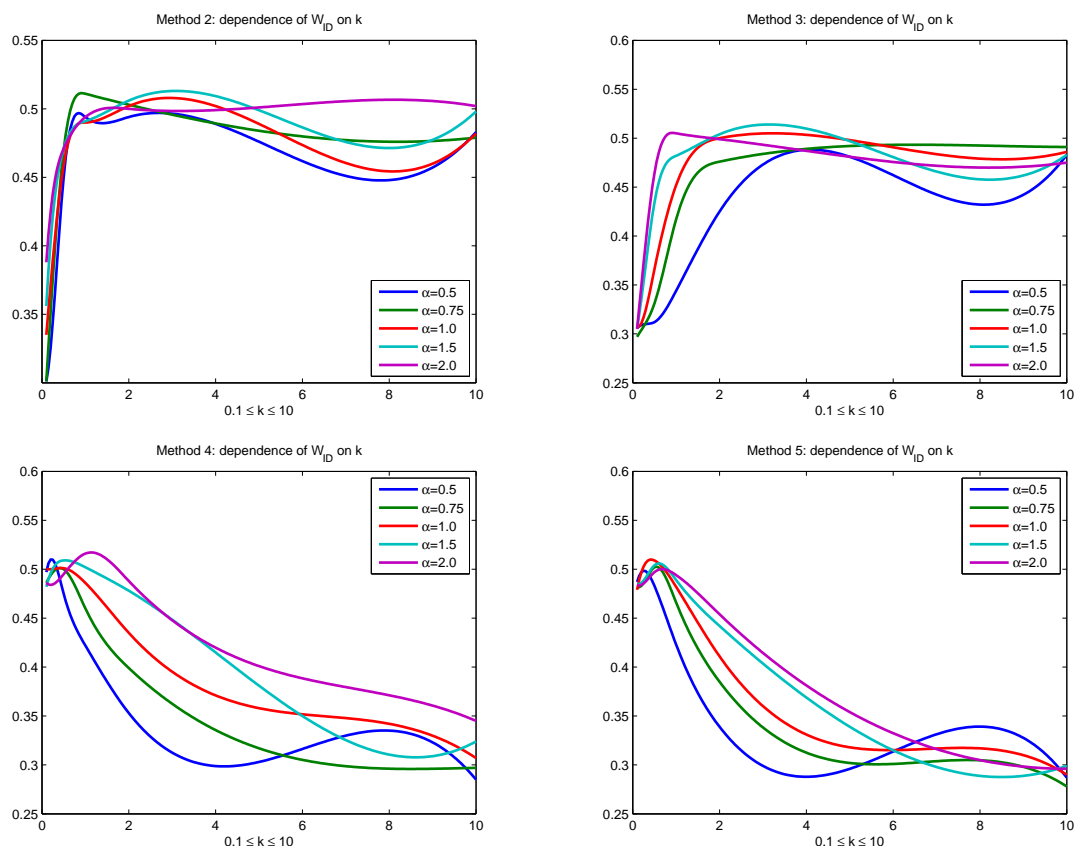 Method 2: dependence of W_ID on k
0.55
0.5
0.45
0.4
0.35
0
2
4
6
8
10
0.1 ≤ k ≤ 10
α=0.5
α=0.75
α=1.0
α=1.5
α=2.0
Method 3: dependence of W_ID on k
0.6
0.55
0.5
0.45
0.4
0.35
0.3
0.25
0
2
4
6
8
10
0.1 ≤ k ≤ 10
α=0.5
α=0.75
α=1.0
α=1.5
α=2.0
Method 4: dependence of W_ID on k
0.6
0.55
0.5
0.45
0.4
0.35
0.3
0.25
0
2
4
6
8
10
0.1 ≤ k ≤ 10
α=0.5
α=0.75
α=1.0
α=1.5
α=2.0
Method 5: dependence of W_ID on k
0.6
0.55
0.5
0.45
0.4
0.35
0.3
0.25
0
2
4
6
8
10
0.1 ≤ k ≤ 10
α=0.5
α=0.75
α=1.0
α=1.5
α=2.0